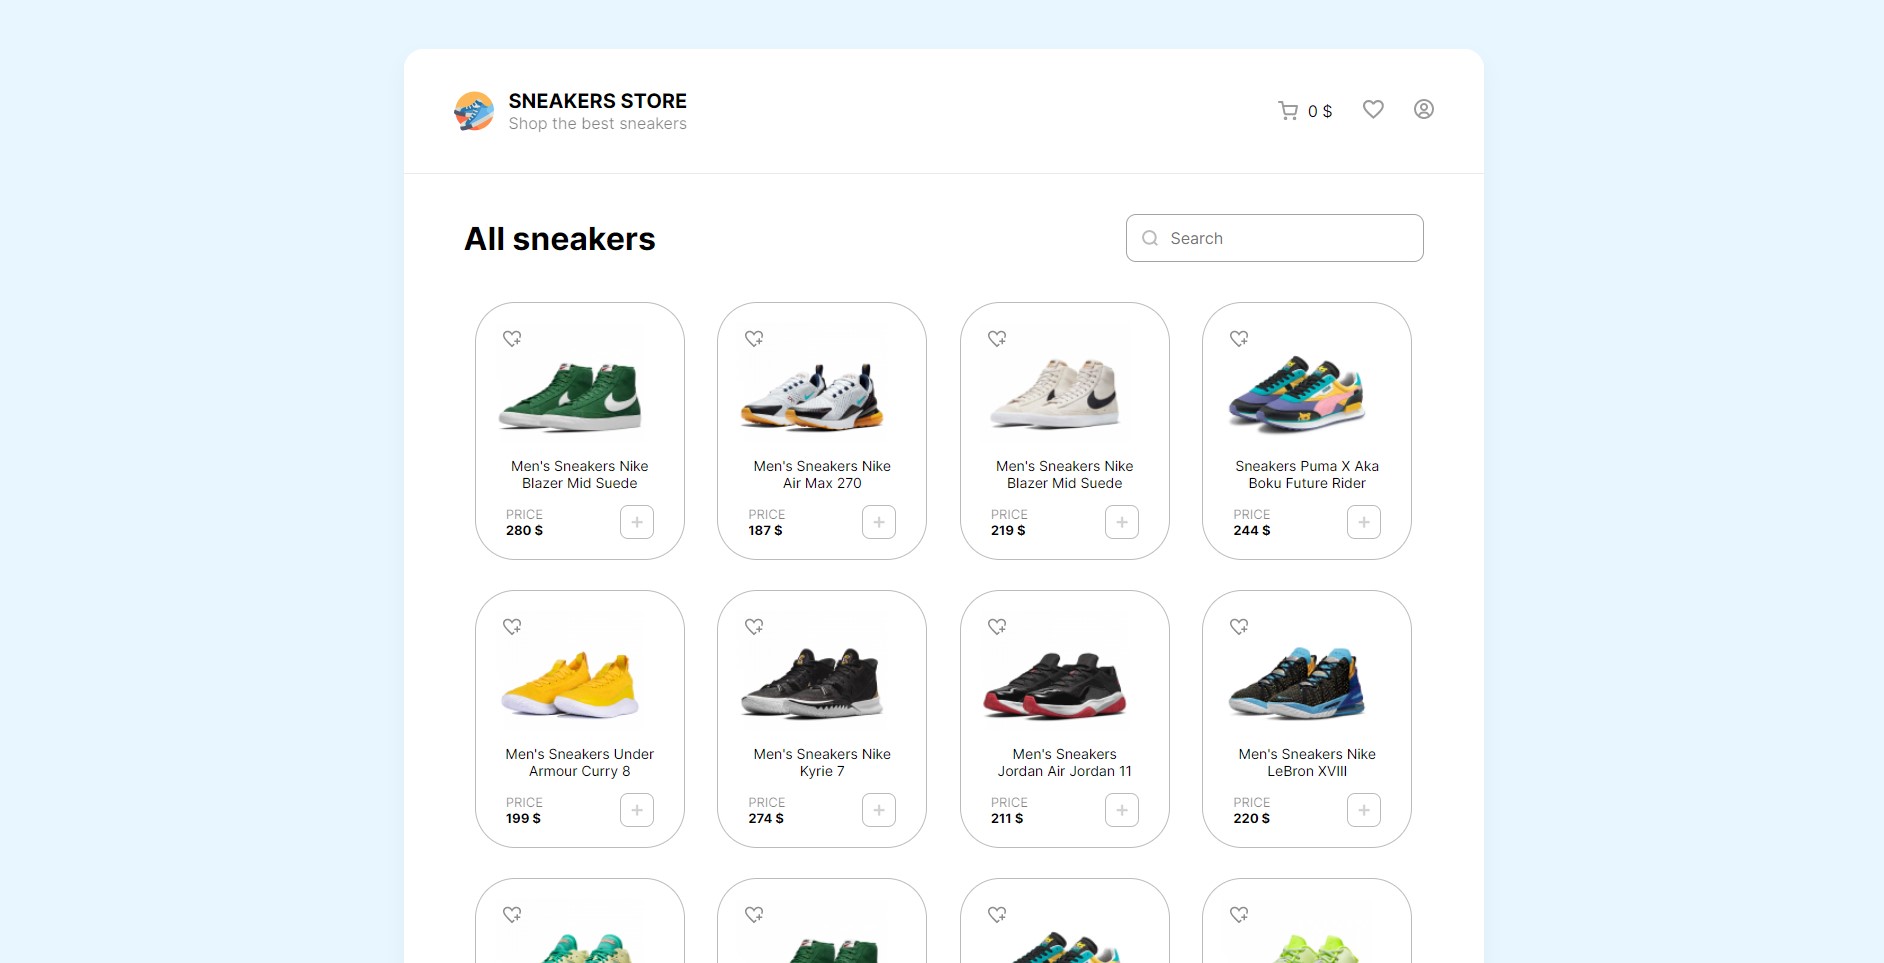 SNEAKERS STORE
Shop the best sneakers
0 $
All sneakers
Search
Men's Sneakers Nike
Blazer Mid Suede
PRICE
280 $
Men's Sneakers Nike
Air Max 270
PRICE
187 $
Men's Sneakers Nike
Blazer Mid Suede
PRICE
219 $
Sneakers Puma X Aka
Boku Future Rider
PRICE
244 $
Men's Sneakers Under
Armour Curry 8
PRICE
199 $
Men's Sneakers Nike
Kyrie 7
PRICE
274 $
Men's Sneakers
Jordan Air Jordan 11
PRICE
211 $
Men's Sneakers Nike
LeBron XVIII
PRICE
220 $